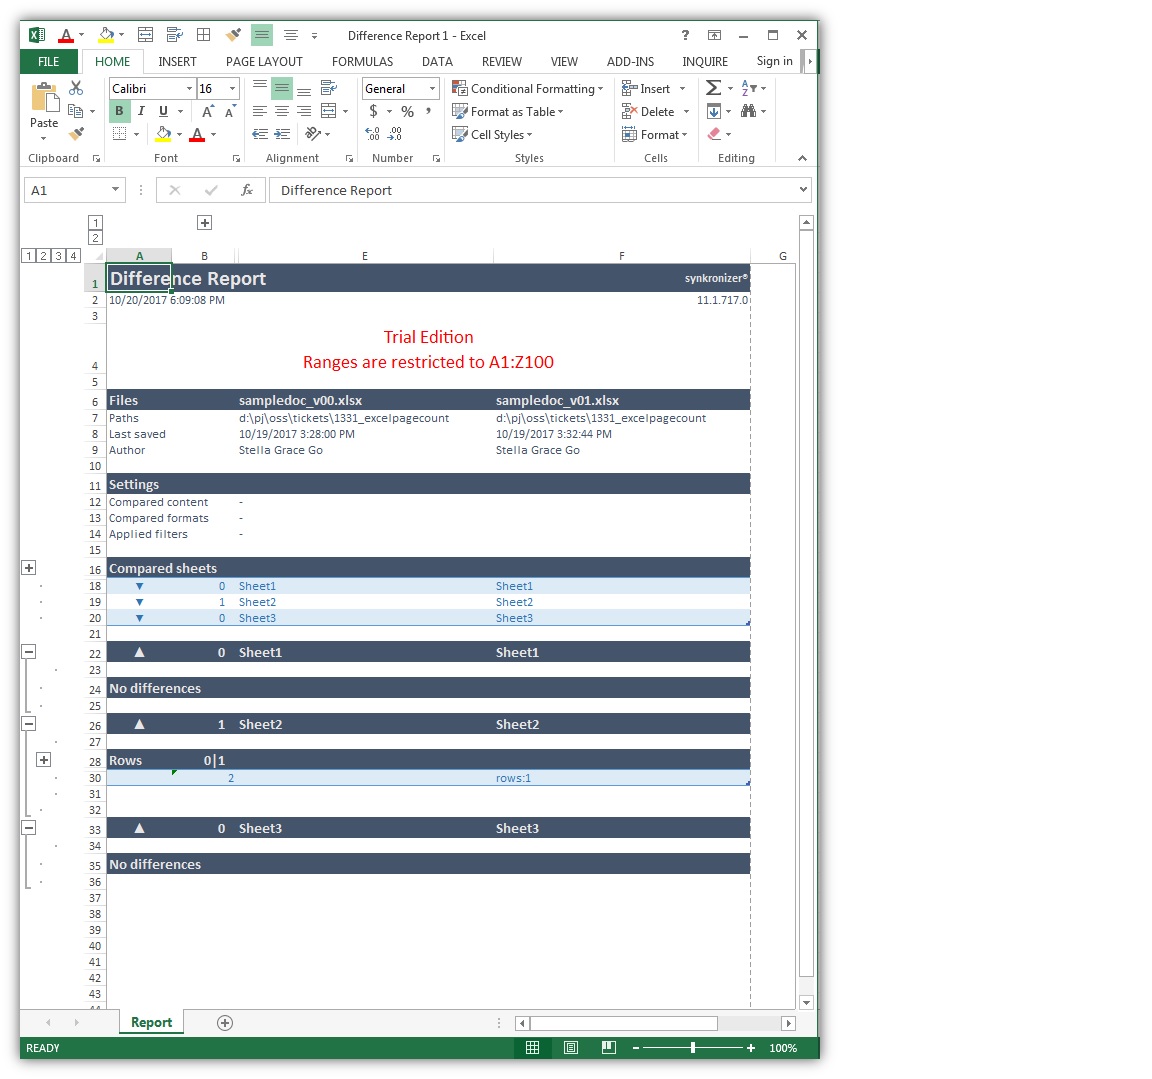 Difference Report 1 - Excel
FILE HOME INSERT PAGE LAYOUT FORMULAS DATA REVIEW VIEW ADD-INS INQUIRE Sign in
Calibri 16 General Conditional Formatting Insert
Paste B I U A A $ % , Format as Table Delete
A Cell Styles Format
Clipboard Font Alignment Number Styles Cells Editing
A1 fx Difference Report
1
2
1 2 3 4 A B E F G
1 Difference Report synkronizer®
2 10/20/2017 6:09:08 PM 11.1.717.0
3
Trial Edition
4 Ranges are restricted to A1:Z100
5
6 Files sampledoc_v00.xlsx sampledoc_v01.xlsx
7 Paths d:\pj\oss\tickets\1331_excelpagecount d:\pj\oss\tickets\1331_excelpagecount
8 Last saved 10/19/2017 3:28:00 PM 10/19/2017 3:32:44 PM
9 Author Stella Grace Go Stella Grace Go
10
11 Settings
12 Compared content -
13 Compared formats -
14 Applied filters -
15
16 Compared sheets
18 ▼ 0 Sheet1 Sheet1
19 ▼ 1 Sheet2 Sheet2
20 ▼ 0 Sheet3 Sheet3
21
22 ▲ 0 Sheet1 Sheet1
23
24 No differences
25
26 ▲ 1 Sheet2 Sheet2
27
28 Rows 0|1
30 2 rows:1
31
32
33 ▲ 0 Sheet3 Sheet3
34
35 No differences
36
37
38
39
40
41
42
43
Report
READY 100%